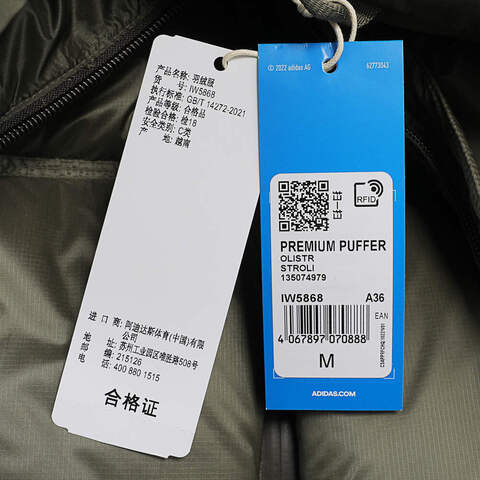 产品名称: 羽绒服
货 号: IW5868
执行标准: GB/T 14272-2021
产品等级: 合格品
检验合格: 检18
安全类别: C类
产 地: 越南
进 口 商: 阿迪达斯体育(中国)有限
公司
地 址: 苏州工业园区堆胜路508号
邮 编: 215126
电 话: 400 880 1515
合格证
© 2022 adidas AG
62773043
RFID
PREMIUM PUFFER
OLISTR
STROLI
135074979
IW5868 A36
EAN
4 067897 070888
M
ADIDAS.COM